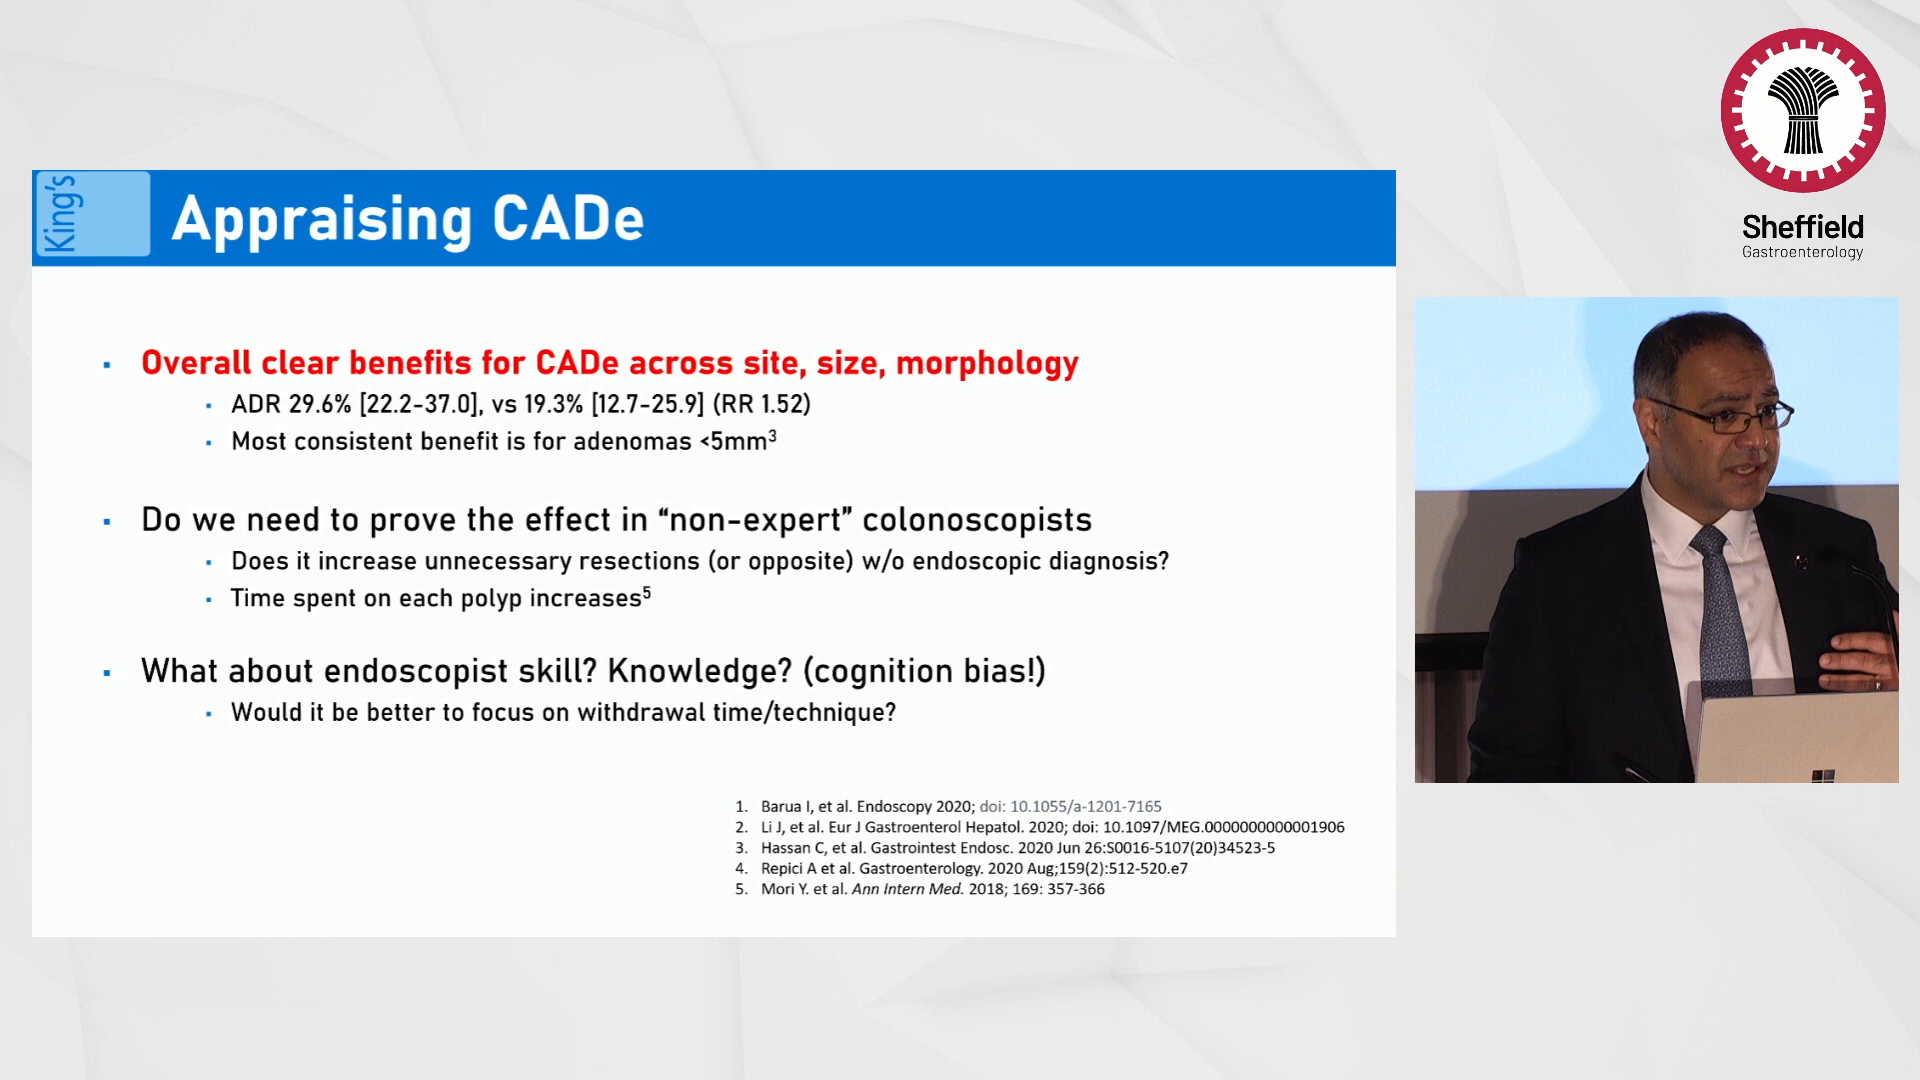 King's
Appraising CADe
Sheffield
Gastroenterology
▪ Overall clear benefits for CADe across site, size, morphology
▪ ADR 29.6% [22.2-37.0], vs 19.3% [12.7-25.9] (RR 1.52)
▪ Most consistent benefit is for adenomas <5mm³
▪ Do we need to prove the effect in “non-expert” colonoscopists
▪ Does it increase unnecessary resections (or opposite) w/o endoscopic diagnosis?
▪ Time spent on each polyp increases⁵
▪ What about endoscopist skill? Knowledge? (cognition bias!)
▪ Would it be better to focus on withdrawal time/technique?
1. Barua I, et al. Endoscopy 2020; doi: 10.1055/a-1201-7165
2. Li J, et al. Eur J Gastroenterol Hepatol. 2020; doi: 10.1097/MEG.0000000000001906
3. Hassan C, et al. Gastrointest Endosc. 2020 Jun 26:S0016-5107(20)34523-5
4. Repici A et al. Gastroenterology. 2020 Aug;159(2):512-520.e7
5. Mori Y. et al. Ann Intern Med. 2018; 169: 357-366